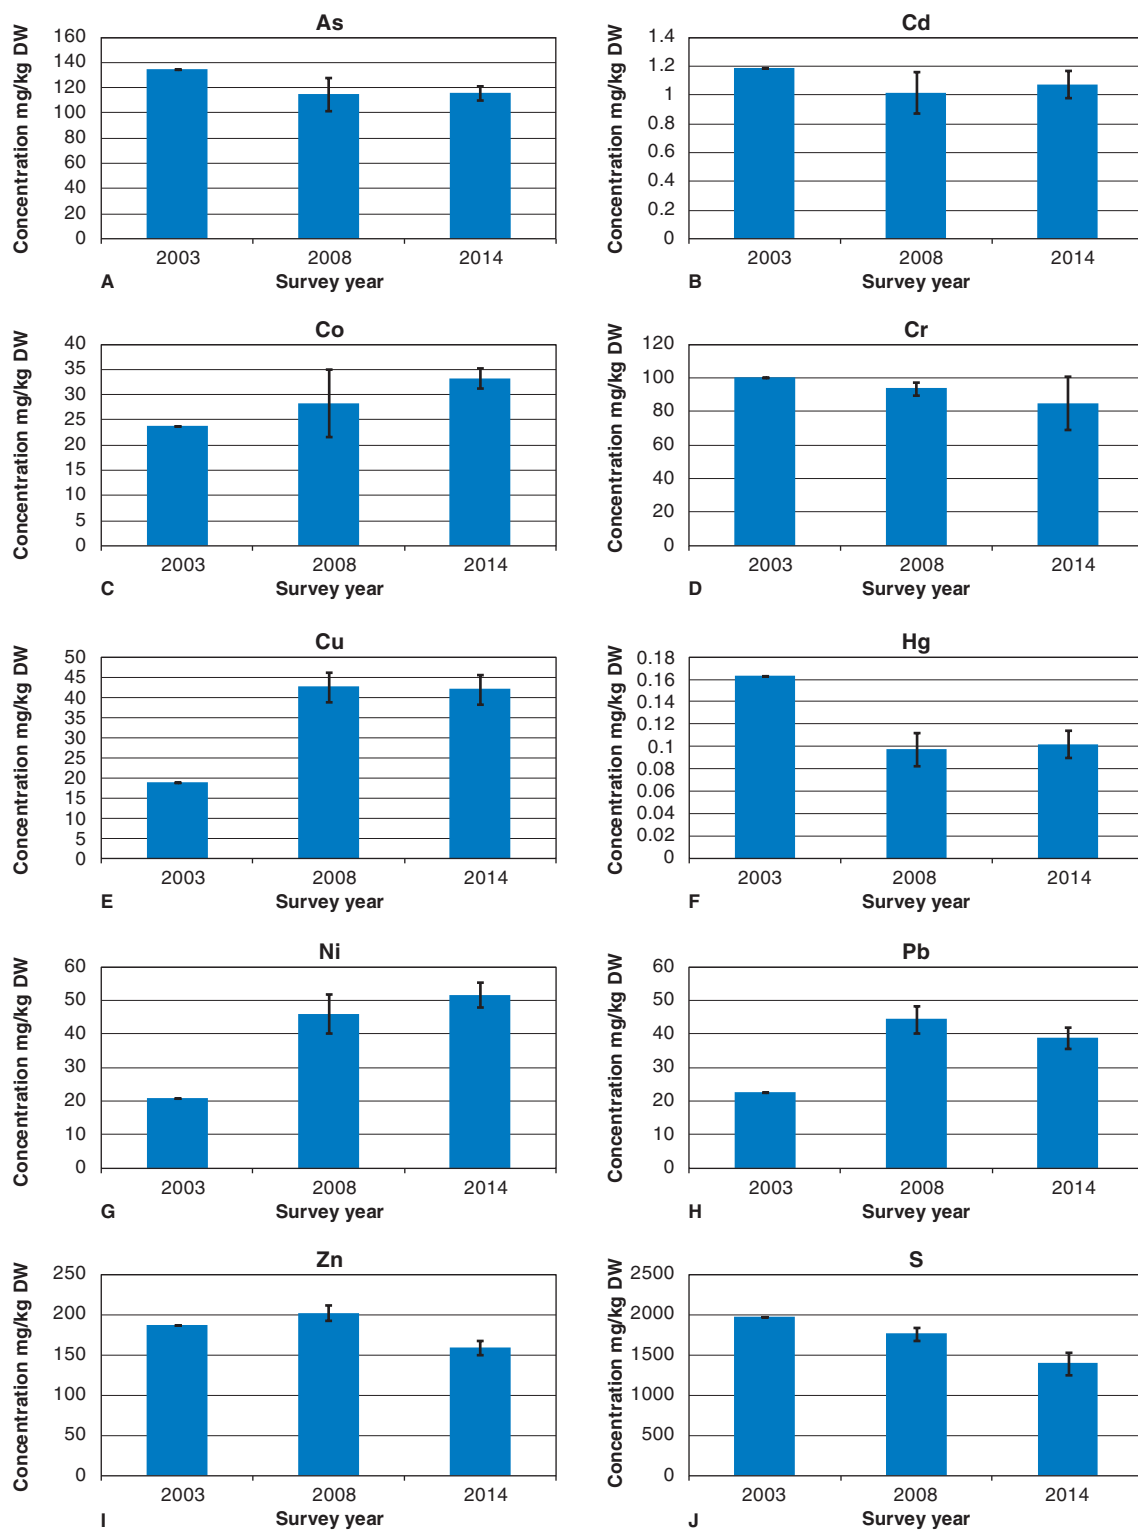 As
Concentration mg/kg DW
160
140
120
100
80
60
40
20
0
2003 2008 2014
A Survey year
Cd
Concentration mg/kg DW
1.4
1.2
1
0.8
0.6
0.4
0.2
0
2003 2008 2014
B Survey year
Co
Concentration mg/kg DW
40
35
30
25
20
15
10
5
0
2003 2008 2014
C Survey year
Cr
Concentration mg/kg DW
120
100
80
60
40
20
0
2003 2008 2014
D Survey year
Cu
Concentration mg/kg DW
50
45
40
35
30
25
20
15
10
5
0
2003 2008 2014
E Survey year
Hg
Concentration mg/kg DW
0.18
0.16
0.14
0.12
0.1
0.08
0.06
0.04
0.02
0
2003 2008 2014
F Survey year
Ni
Concentration mg/kg DW
60
50
40
30
20
10
0
2003 2008 2014
G Survey year
Pb
Concentration mg/kg DW
60
50
40
30
20
10
0
2003 2008 2014
H Survey year
Zn
Concentration mg/kg DW
250
200
150
100
50
0
2003 2008 2014
I Survey year
S
Concentration mg/kg DW
2500
2000
1500
1000
500
0
2003 2008 2014
J Survey year